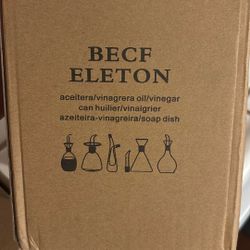 BECF
ELETON
aceitera/vinagrera oil/vinegar
can huilier/vinaigrier
azeiteira-vinagreira/soap dish